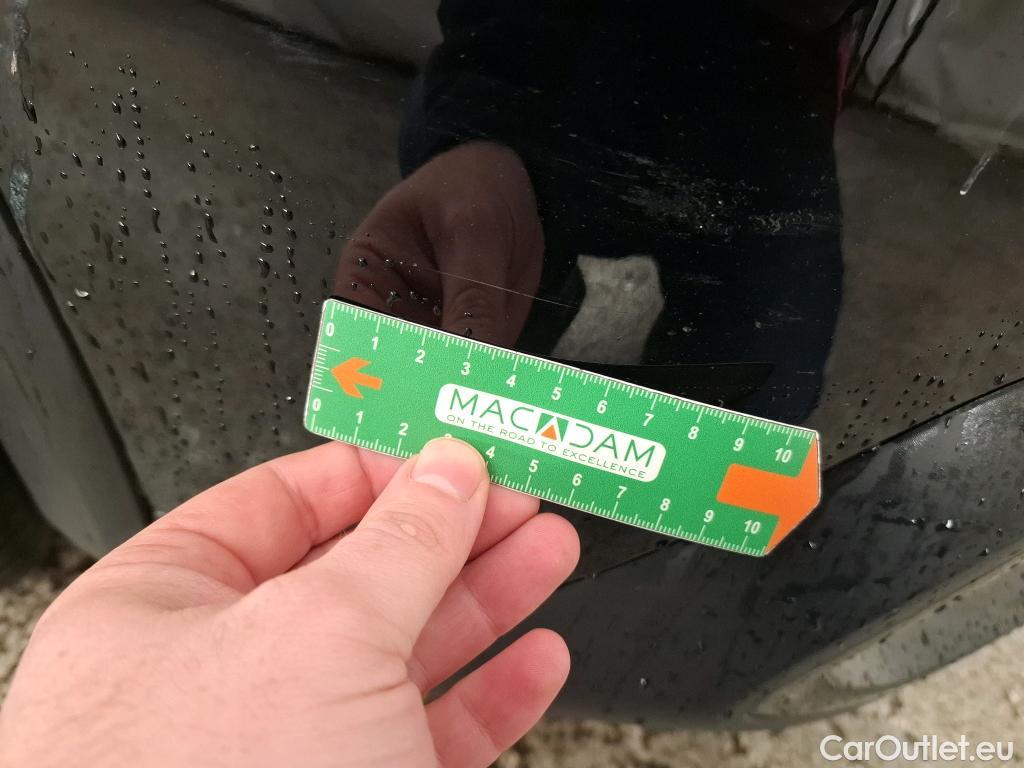 0 1 2 3 4 5 6 7 8 9 10
MACADAM
ON THE ROAD TO EXCELLENCE
0 1 2 3 4 5 6 7 8 9 10
CarOutlet.eu